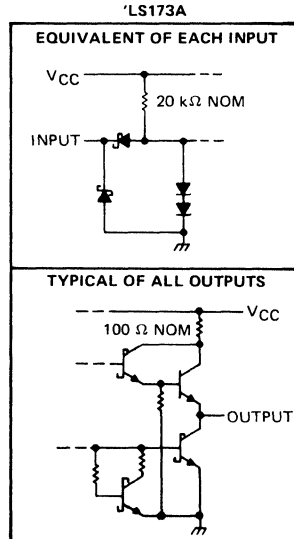 'LS173A
EQUIVALENT OF EACH INPUT
VCC
20 kΩ NOM
INPUT
TYPICAL OF ALL OUTPUTS
VCC
100 Ω NOM
OUTPUT